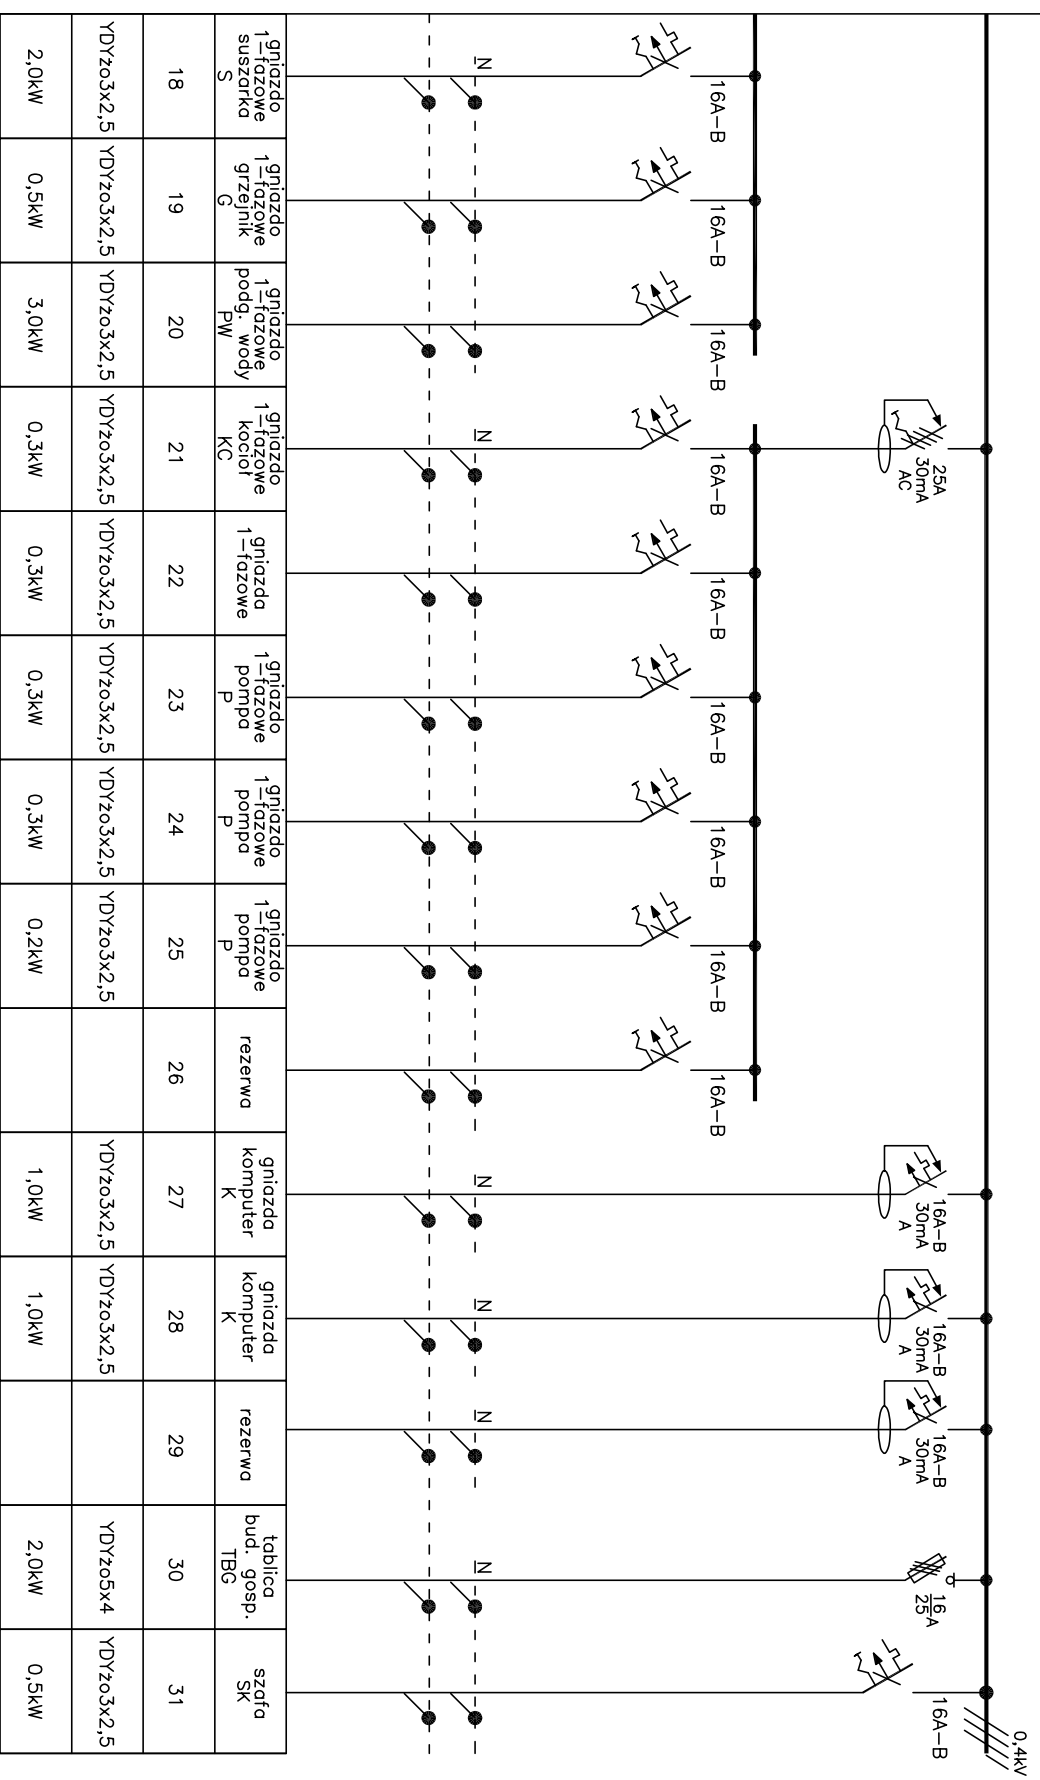 0,4kV
25A
30mA
AC
16A-B
30mA
A
16A-B
30mA
A
16A-B
30mA
A
16
25
A
16A-B
16A-B
16A-B
16A-B
16A-B
16A-B
16A-B
16A-B
16A-B
16A-B
N
N
N
N
N
N
gniazdo
1-fazowe
suszarka
S
gniazdo
1-fazowe
grzejnik
G
gniazdo
1-fazowe
podg. wody
PW
gniazdo
1-fazowe
kocioł
KC
gniazda
1-fazowe
gniazdo
1-fazowe
pompa
P
gniazdo
1-fazowe
pompa
P
gniazdo
1-fazowe
pompa
P
rezerwa
gniazda
komputer
K
gniazda
komputer
K
rezerwa
tablica
bud. gosp.
TBG
szafa
SK
18
19
20
21
22
23
24
25
26
27
28
29
30
31
YDYżo3x2,5
YDYżo3x2,5
YDYżo3x2,5
YDYżo3x2,5
YDYżo3x2,5
YDYżo3x2,5
YDYżo3x2,5
YDYżo3x2,5
YDYżo3x2,5
YDYżo3x2,5
YDYżo5x4
YDYżo3x2,5
2,0kW
0,5kW
3,0kW
0,3kW
0,3kW
0,3kW
0,3kW
0,2kW
1,0kW
1,0kW
2,0kW
0,5kW